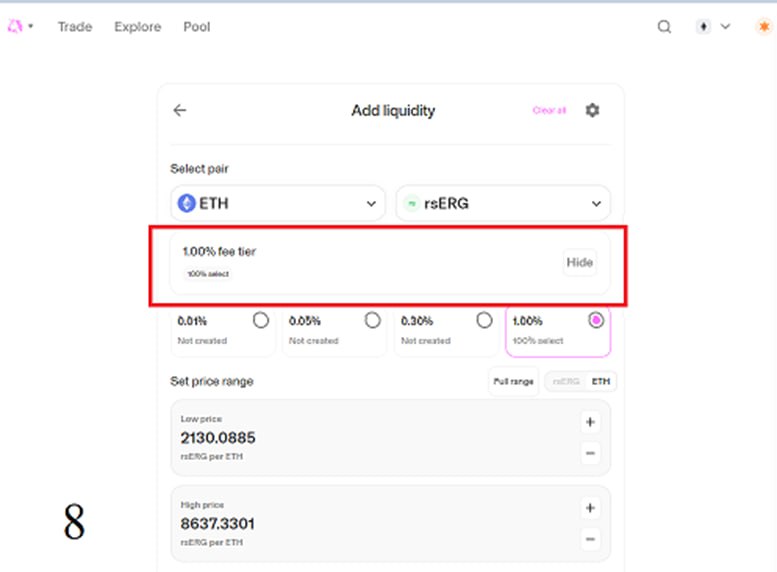 Trade Explore Pool
Add liquidity Clear all
Select pair
ETH rsERG
1.00% fee tier
100% select
Hide
0.01% 0.05% 0.30% 1.00%
Not created Not created Not created 100% select
Set price range Full range rsERG ETH
Low price
2130.0885
rsERG per ETH
High price
8637.3301
rsERG per ETH
8